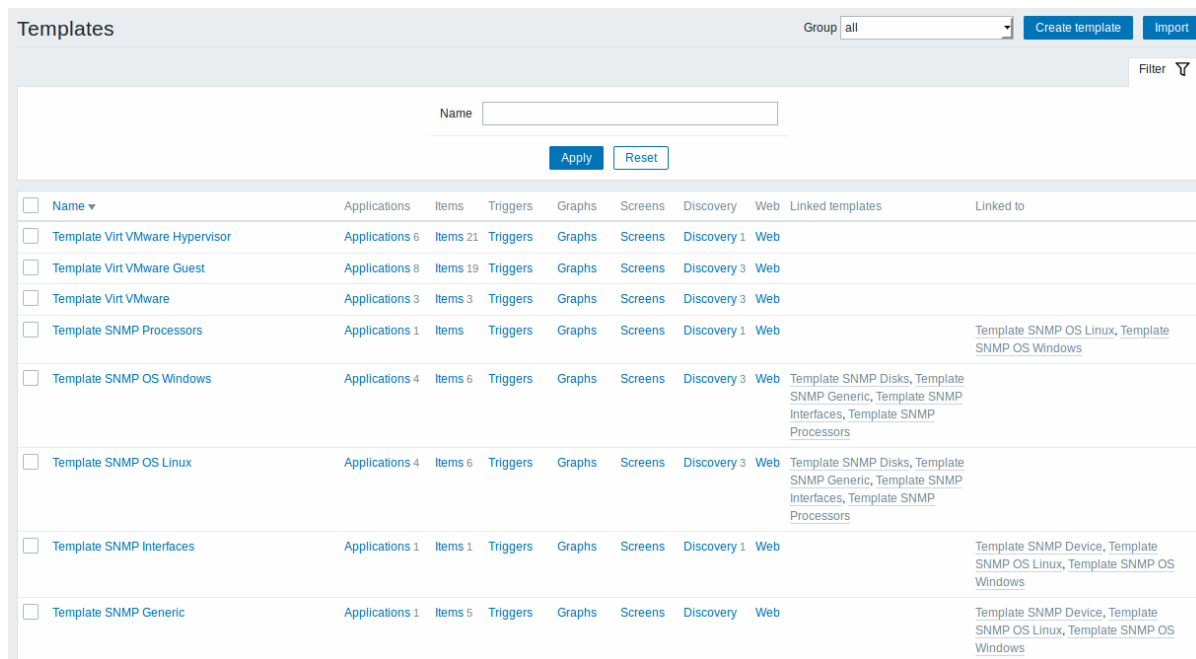 Templates
Group all Create template Import
Filter
Name
Apply Reset
Name Applications Items Triggers Graphs Screens Discovery Web Linked templates Linked to
Template Virt VMware Hypervisor Applications 6 Items 21 Triggers Graphs Screens Discovery 1 Web
Template Virt VMware Guest Applications 8 Items 19 Triggers Graphs Screens Discovery 3 Web
Template Virt VMware Applications 3 Items 3 Triggers Graphs Screens Discovery 3 Web
Template SNMP Processors Applications 1 Items Triggers Graphs Screens Discovery 1 Web Template SNMP OS Linux, Template
SNMP OS Windows
Template SNMP OS Windows Applications 4 Items 6 Triggers Graphs Screens Discovery 3 Web Template SNMP Disks, Template
SNMP Generic, Template SNMP
Interfaces, Template SNMP
Processors
Template SNMP OS Linux Applications 4 Items 6 Triggers Graphs Screens Discovery 3 Web Template SNMP Disks, Template
SNMP Generic, Template SNMP
Interfaces, Template SNMP
Processors
Template SNMP Interfaces Applications 1 Items 1 Triggers Graphs Screens Discovery 1 Web Template SNMP Device, Template
SNMP OS Linux, Template SNMP OS
Windows
Template SNMP Generic Applications 1 Items 5 Triggers Graphs Screens Discovery Web Template SNMP Device, Template
SNMP OS Linux, Template SNMP OS
Windows